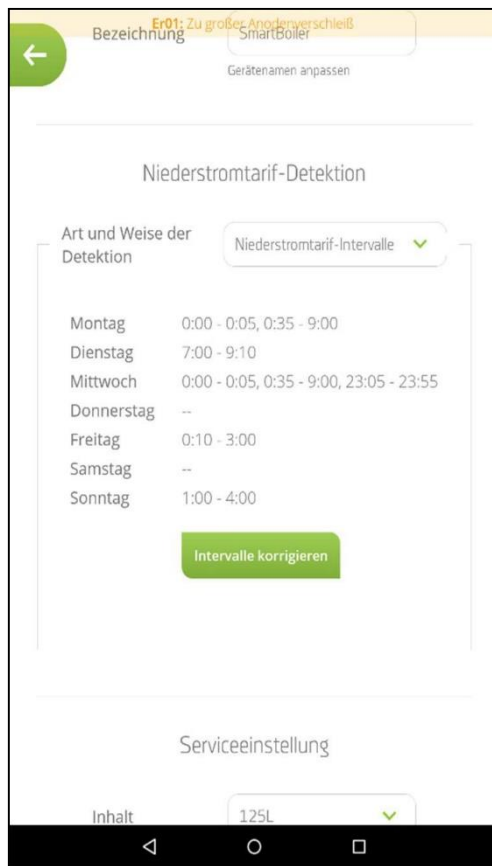 Er01: Zu großer Anodenverschleiß
Bezeichnung SmartBoiler
Gerätenamen anpassen
Niederstromtarif-Detektion
Art und Weise der
Detektion
Niederstromtarif-Intervalle
Montag 0:00 - 0:05, 0:35 - 9:00
Dienstag 7:00 - 9:10
Mittwoch 0:00 - 0:05, 0:35 - 9:00, 23:05 - 23:55
Donnerstag --
Freitag 0:10 - 3:00
Samstag --
Sonntag 1:00 - 4:00
Intervalle korrigieren
Serviceeinstellung
Inhalt 125L